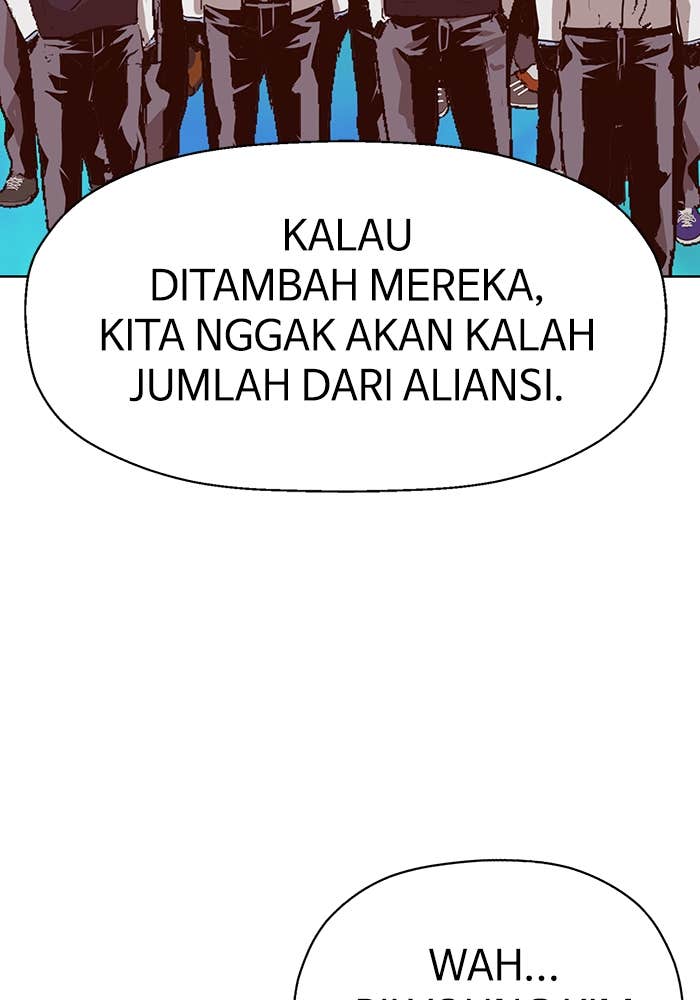 KALAU
DITAMBAH MEREKA,
KITA NGGAK AKAN KALAH
JUMLAH DARI ALIANSI.
WAH...